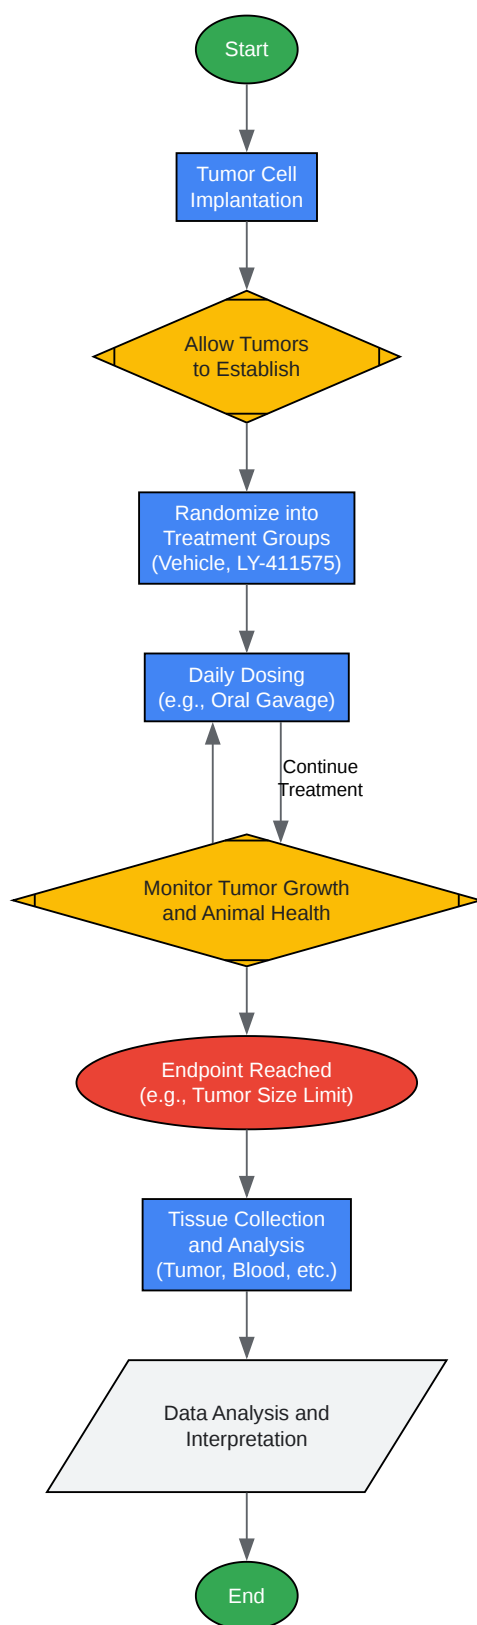 Start
Tumor Cell
Implantation
Allow Tumors
to Establish
Randomize into
Treatment Groups
(Vehicle, LY-411575)
Daily Dosing
(e.g., Oral Gavage)
Continue
Treatment
Monitor Tumor Growth
and Animal Health
Endpoint Reached
(e.g., Tumor Size Limit)
Tissue Collection
and Analysis
(Tumor, Blood, etc.)
Data Analysis and
Interpretation
End